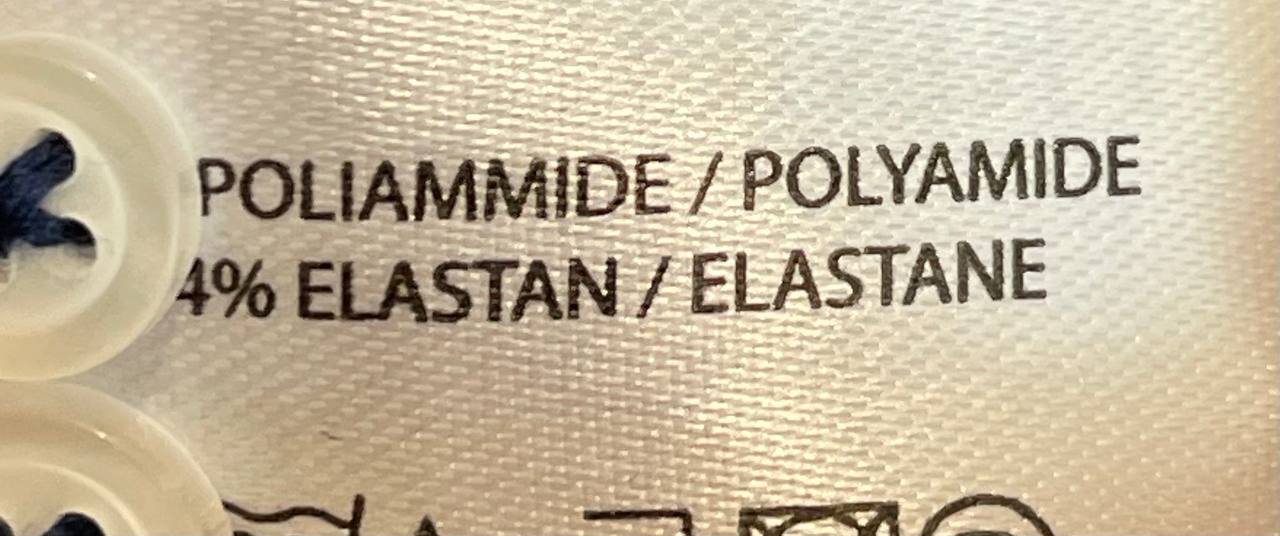 POLIAMMIDE / POLYAMIDE
4% ELASTAN / ELASTANE